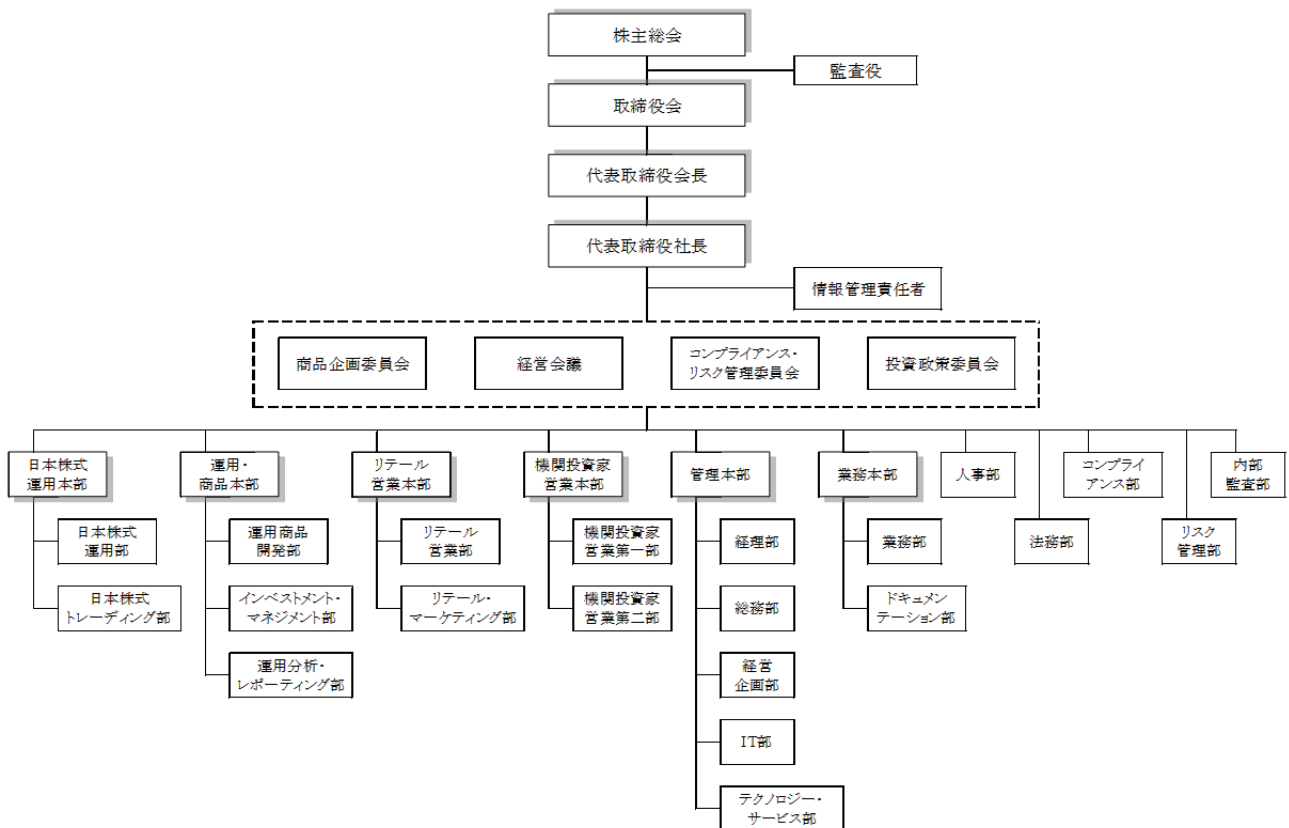 株主総会
監査役
取締役会
代表取締役会長
代表取締役社長
情報管理責任者
商品企画委員会
経営会議
コンプライアンス・
リスク管理委員会
投資政策委員会
日本株式
運用本部
運用・
商品本部
リテール
営業本部
機関投資家
営業本部
管理本部
業務本部
人事部
コンプライ
アンス部
内部
監査部
日本株式
運用部
運用商品
開発部
リテール
営業部
機関投資家
営業第一部
経理部
業務部
法務部
リスク
管理部
日本株式
トレーディング部
インベストメント・
マネジメント部
リテール・
マーケティング部
機関投資家
営業第二部
総務部
ドキュメン
テーション部
運用分析・
レポーティング部
経営
企画部
IT部
テクノロジー・
サービス部